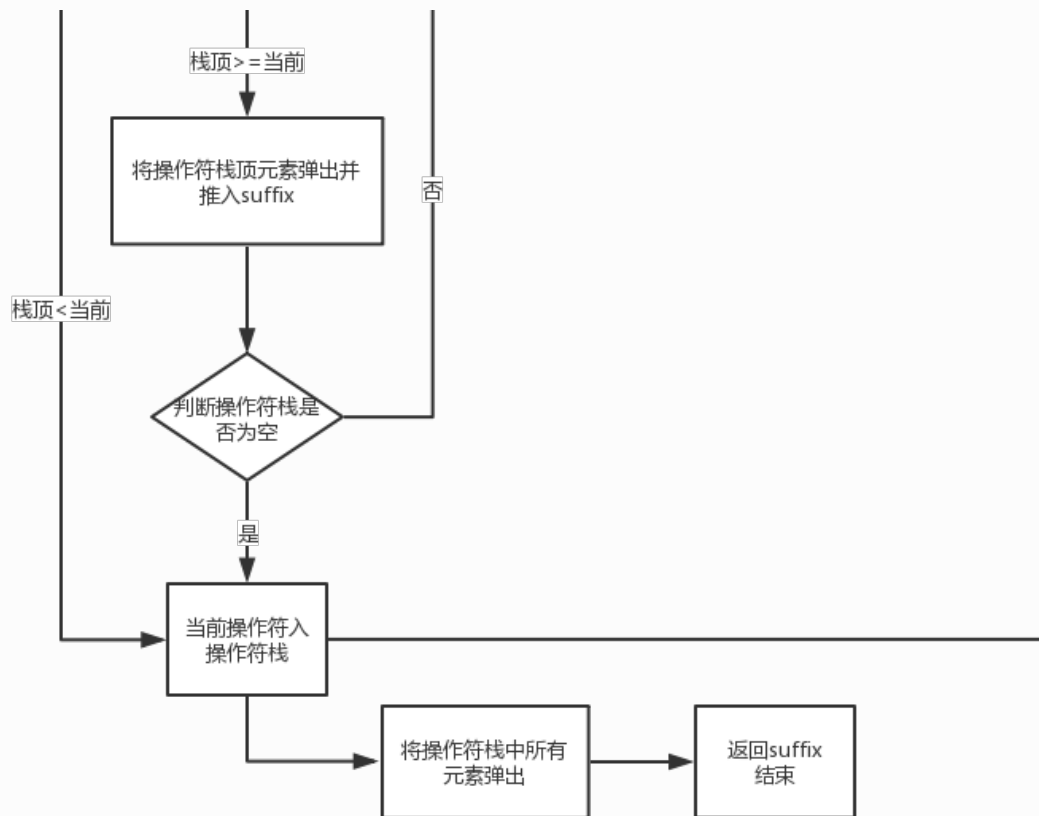 栈顶>=当前
将操作符栈顶元素弹出并
推入suffix
否
栈顶<当前
判断操作符栈是
否为空
是
当前操作符入
操作符栈
将操作符栈中所有
元素弹出
返回suffix
结束